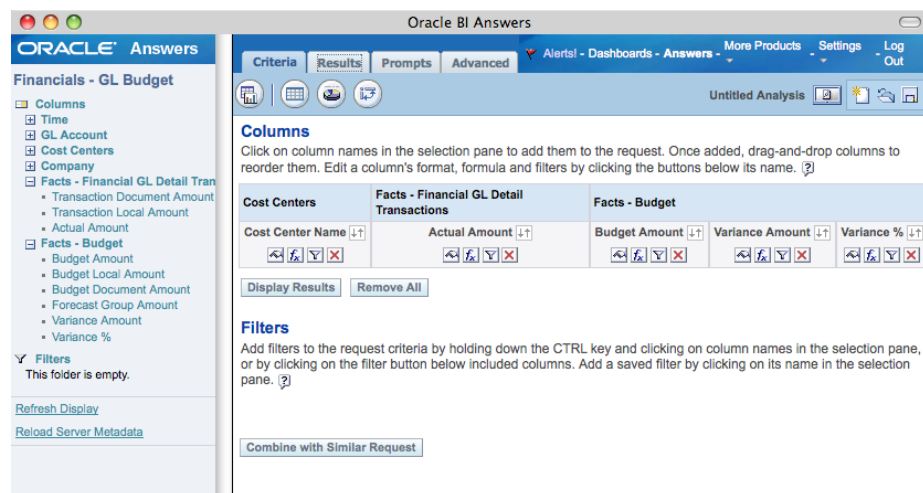 Oracle BI Answers
ORACLE Answers
Financials - GL Budget
Columns
Time
GL Account
Cost Centers
Company
Facts - Financial GL Detail Tran
Transaction Document Amount
Transaction Local Amount
Actual Amount
Facts - Budget
Budget Amount
Budget Local Amount
Budget Document Amount
Forecast Group Amount
Variance Amount
Variance %
Filters
This folder is empty.
Refresh Display
Reload Server Metadata
Criteria Results Prompts Advanced
Alerts! - Dashboards - Answers - More Products - Settings - Log Out
Untitled Analysis
Columns
Click on column names in the selection pane to add them to the request. Once added, drag-and-drop columns to
reorder them. Edit a column's format, formula and filters by clicking the buttons below its name. ?
Cost Centers Facts - Financial GL Detail Transactions Facts - Budget
Cost Center Name Actual Amount Budget Amount Variance Amount Variance %
fx fx fx fx fx
Display Results Remove All
Filters
Add filters to the request criteria by holding down the CTRL key and clicking on column names in the selection pane,
or by clicking on the filter button below included columns. Add a saved filter by clicking on its name in the selection
pane. ?
Combine with Similar Request